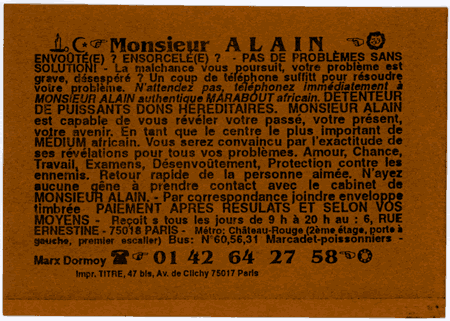 Monsieur ALAIN
ENVOÛTÉ(E) ? ENSORCELÉ(E) ? - PAS DE PROBLÈMES SANS
SOLUTION! - La malchance vous poursuit, votre problème est
grave, désespéré ? Un coup de téléphone suffitt pour résoudre
votre problème. N'attendez pas, téléphonez immédiatement à
MONSIEUR ALAIN authentique MARABOUT africain. DÉTENTEUR
DE PUISSANTS DONS HÉRÉDITAIRES. MONSIEUR ALAIN
est capable de vous révéler votre passé, votre présent,
votre avenir. En tant que le centre le plus important de
MÉDIUM africain. Vous serez convaincu par l'exactitude de
ses révélations pour tous vos problèmes. Amour, Chance,
Travail, Examens, Désenvoûtement, Protection contre les
ennemis. Retour rapide de la personne aimée. N'ayez
aucune gêne à prendre contact avec le cabinet de
MONSIEUR ALAIN. - Par correspondance joindre enveloppe
timbrée PAIEMENT APRES RESULATS ET SELON VOS
MOYENS - Reçoit s tous les jours de 9 h à 20 h au : 6, RUE
ERNESTINE - 75018 PARIS - Métro: Château-Rouge (2ème étage, porte à
gauche, premier escalier) Bus: N°60,56,31 Marcadet-poissonniers -
Marx Dormoy ☎☞ 01 42 64 27 58
Impr. TITRE, 47 bis, Av. de Clichy 75017 Paris